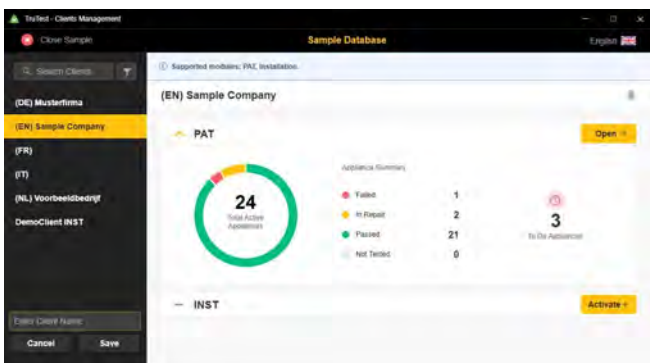 TruTest - Clients Management
Close Sample
Sample Database
English
Search Clients
Supported modules: PAT, Installation.
(DE) Musterfirma
(EN) Sample Company
(FR)
(IT)
(NL) Voorbeeldbedrijf
DemoClient INST
Enter Client Name
Cancel
Save
(EN) Sample Company
PAT
Open
24
Total Active
Appliances
Appliance Summary
Failed 1
In Repair 2
Passed 21
Not Tested 0
3
To Do Appliances
INST
Activate +